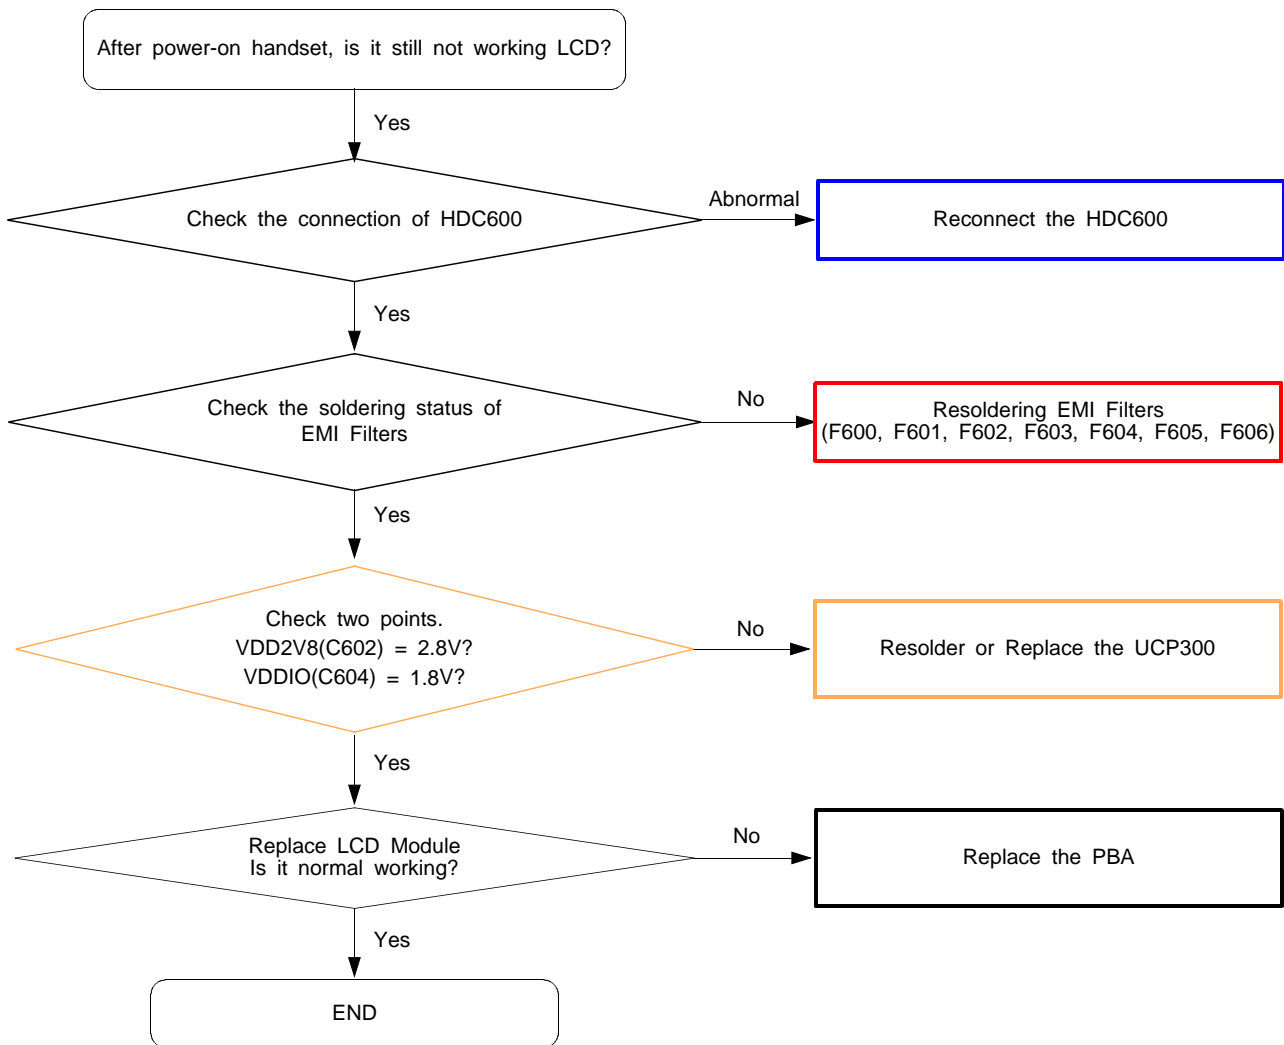 After power-on handset, is it still not working LCD?
Yes
Check the connection of HDC600
Abnormal
Reconnect the HDC600
Yes
Check the soldering status of
EMI Filters
No
Resoldering EMI Filters
(F600, F601, F602, F603, F604, F605, F606)
Yes
Check two points.
VDD2V8(C602) = 2.8V?
VDDIO(C604) = 1.8V?
No
Resolder or Replace the UCP300
Yes
Replace LCD Module
Is it normal working?
No
Replace the PBA
Yes
END